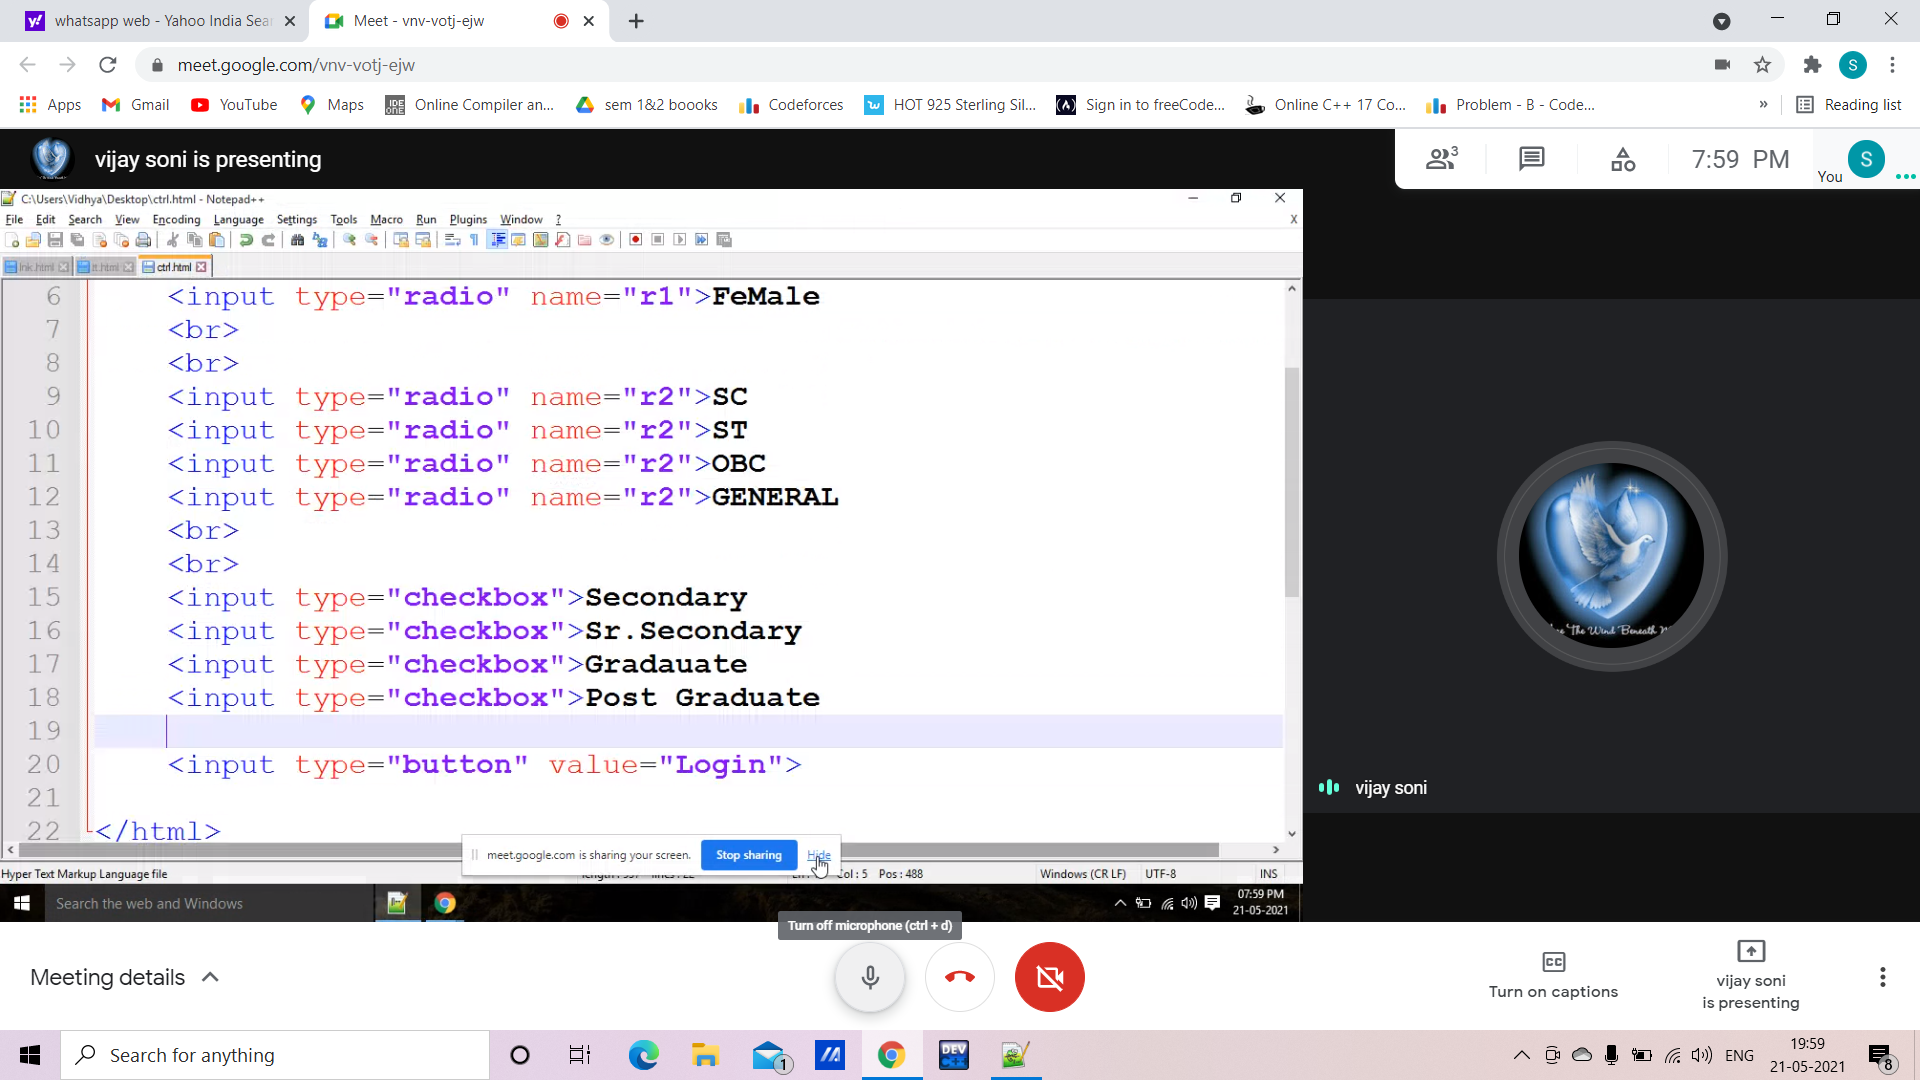 whatsapp web - Yahoo India Sear
Meet - vnv-votj-ejw
meet.google.com/vnv-votj-ejw
S
Apps
Gmail
YouTube
Maps
Online Compiler an...
sem 1&2 boooks
Codeforces
HOT 925 Sterling Sil...
Sign in to freeCode...
Online C++ 17 Co...
Problem - B - Code...
»
Reading list
vijay soni is presenting
3
7:59 PM
You
S
C:\Users\Vidhya\Desktop\ctrl.html - Notepad++
File Edit Search View Encoding Language Settings Tools Macro Run Plugins Window ?
X
lnk.html
ctrl.html
6 <input type="radio" name="r1">FeMale
7 <br>
8 <br>
9 <input type="radio" name="r2">SC
10 <input type="radio" name="r2">ST
11 <input type="radio" name="r2">OBC
12 <input type="radio" name="r2">GENERAL
13 <br>
14 <br>
15 <input type="checkbox">Secondary
16 <input type="checkbox">Sr.Secondary
17 <input type="checkbox">Gradauate
18 <input type="checkbox">Post Graduate
19
20 <input type="button" value="Login">
21
22 </html>
meet.google.com is sharing your screen.
Stop sharing
Hide
Hyper Text Markup Language file
Col : 5 Pos : 488
Windows (CR LF)
UTF-8
INS
Search the web and Windows
07:59 PM
21-05-2021
vijay soni
Turn off microphone (ctrl + d)
Meeting details
Turn on captions
vijay soni
is presenting
Search for anything
1
DEV
C++
ENG
19:59
21-05-2021
8